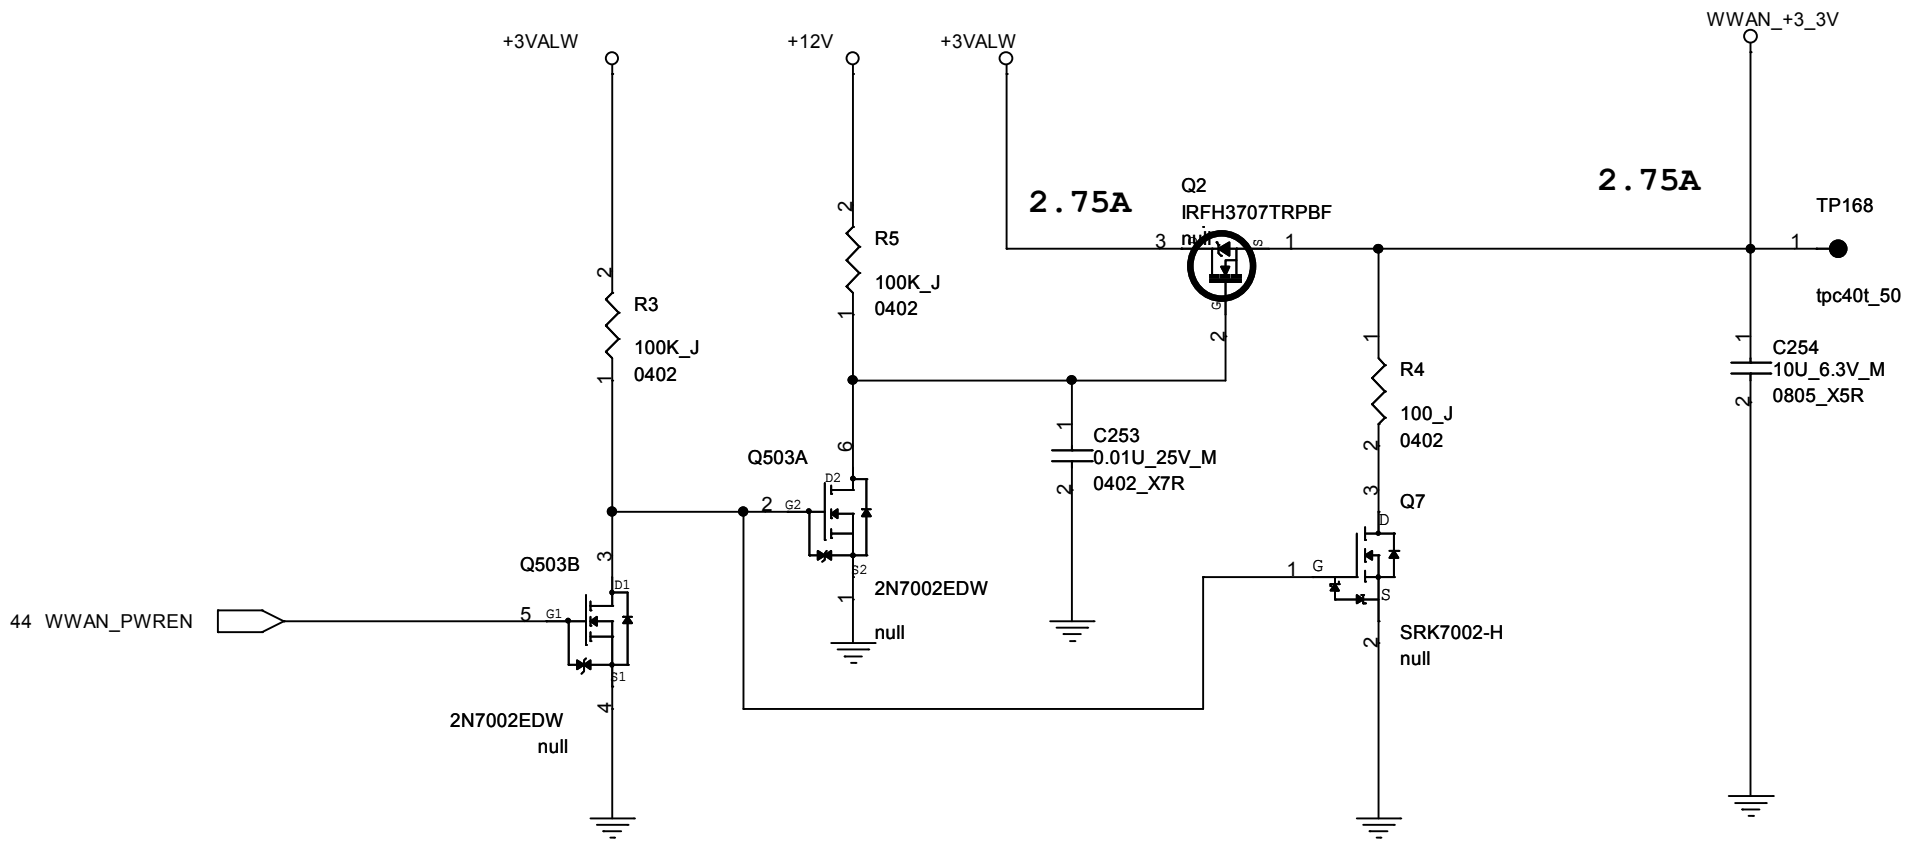 WWAN_+3_3V
+3VALW
+12V
+3VALW
2.75A
Q2
IRFH3707TRPBF
null
2.75A
TP168
3
S
1
1
tpc40t_50
G
2
2
R5
100K_J
0402
1
2
R3
100K_J
0402
1
1
R4
100_J
0402
2
1
C254
10U_6.3V_M
0805_X5R
2
1
C253
0.01U_25V_M
0402_X7R
2
Q503A
6
D2
2
G2
S2
1
2N7002EDW
null
3
Q7
D
1
G
S
2
SRK7002-H
null
Q503B
3
D1
44 WWAN_PWREN
5
G1
S1
4
2N7002EDW
null